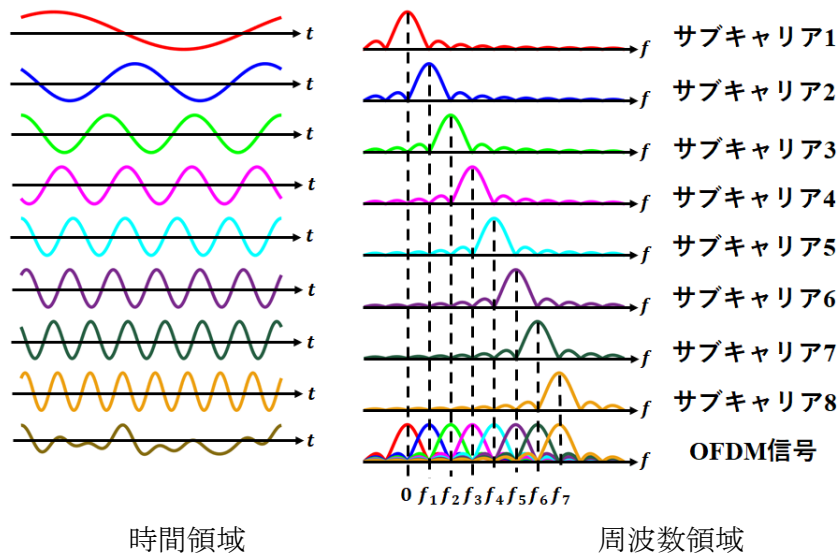 t f サブキャリア1
t f サブキャリア2
t f サブキャリア3
t f サブキャリア4
t f サブキャリア5
t f サブキャリア6
t f サブキャリア7
t f サブキャリア8
t f OFDM信号
0 f₁ f₂ f₃ f₄ f₅ f₆ f₇
時間領域 周波数領域